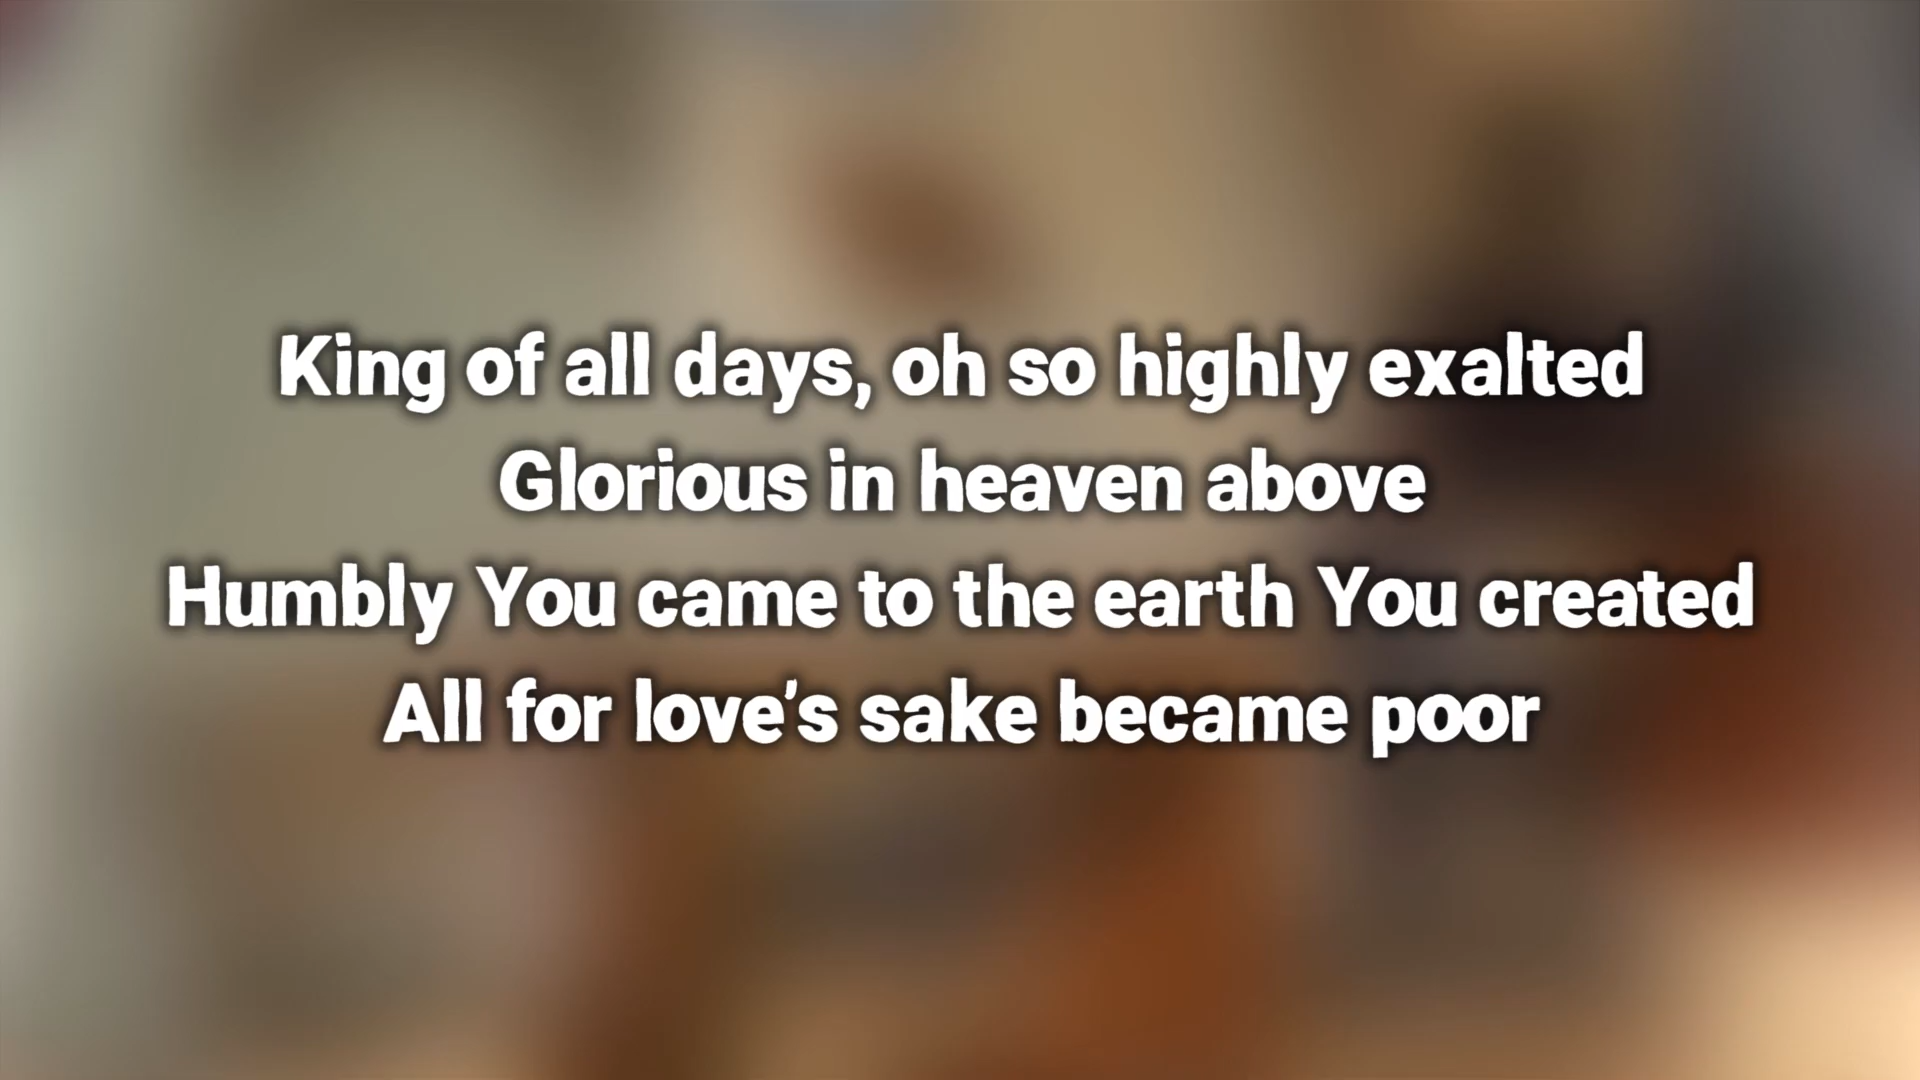 King of all days, oh so highly exalted
Glorious in heaven above
Humbly You came to the earth You created
All for love's sake became poor